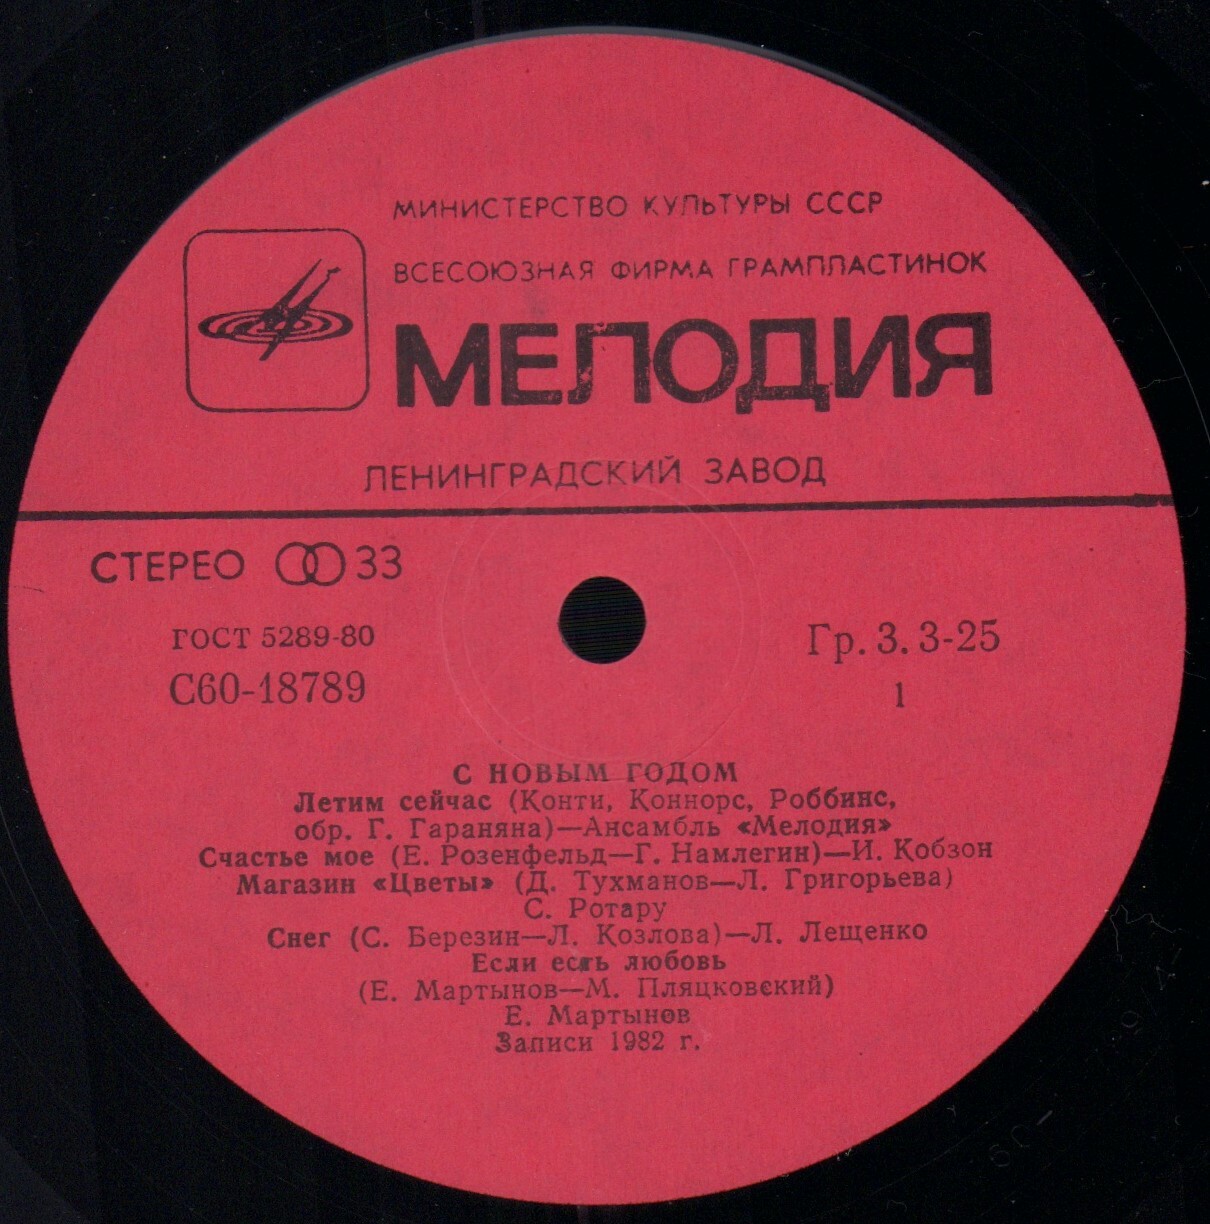 МИНИСТЕРСТВО КУЛЬТУРЫ СССР
ВСЕСОЮЗНАЯ ФИРМА ГРАМПЛАСТИНОК
МЕЛОДИЯ
ЛЕНИНГРАДСКИЙ ЗАВОД
СТЕРЕО 33
ГОСТ 5289-80
С60-18789
Гр. 3. 3-25
1
С НОВЫМ ГОДОМ
Летим сейчас (Конти, Коннорс, Роббинс,
обр. Г. Гараняна)—Ансамбль «Мелодия»
Счастье мое (Е. Розенфельд—Г. Намлегин)—И. Кобзон
Магазин «Цветы» (Д. Тухманов—Л. Григорьева)
С. Ротару
Снег (С. Березин—Л. Козлова)—Л. Лещенко
Если есть любовь
(Е. Мартынов—М. Пляцковский)
Е. Мартынов
Записи 1982 г.